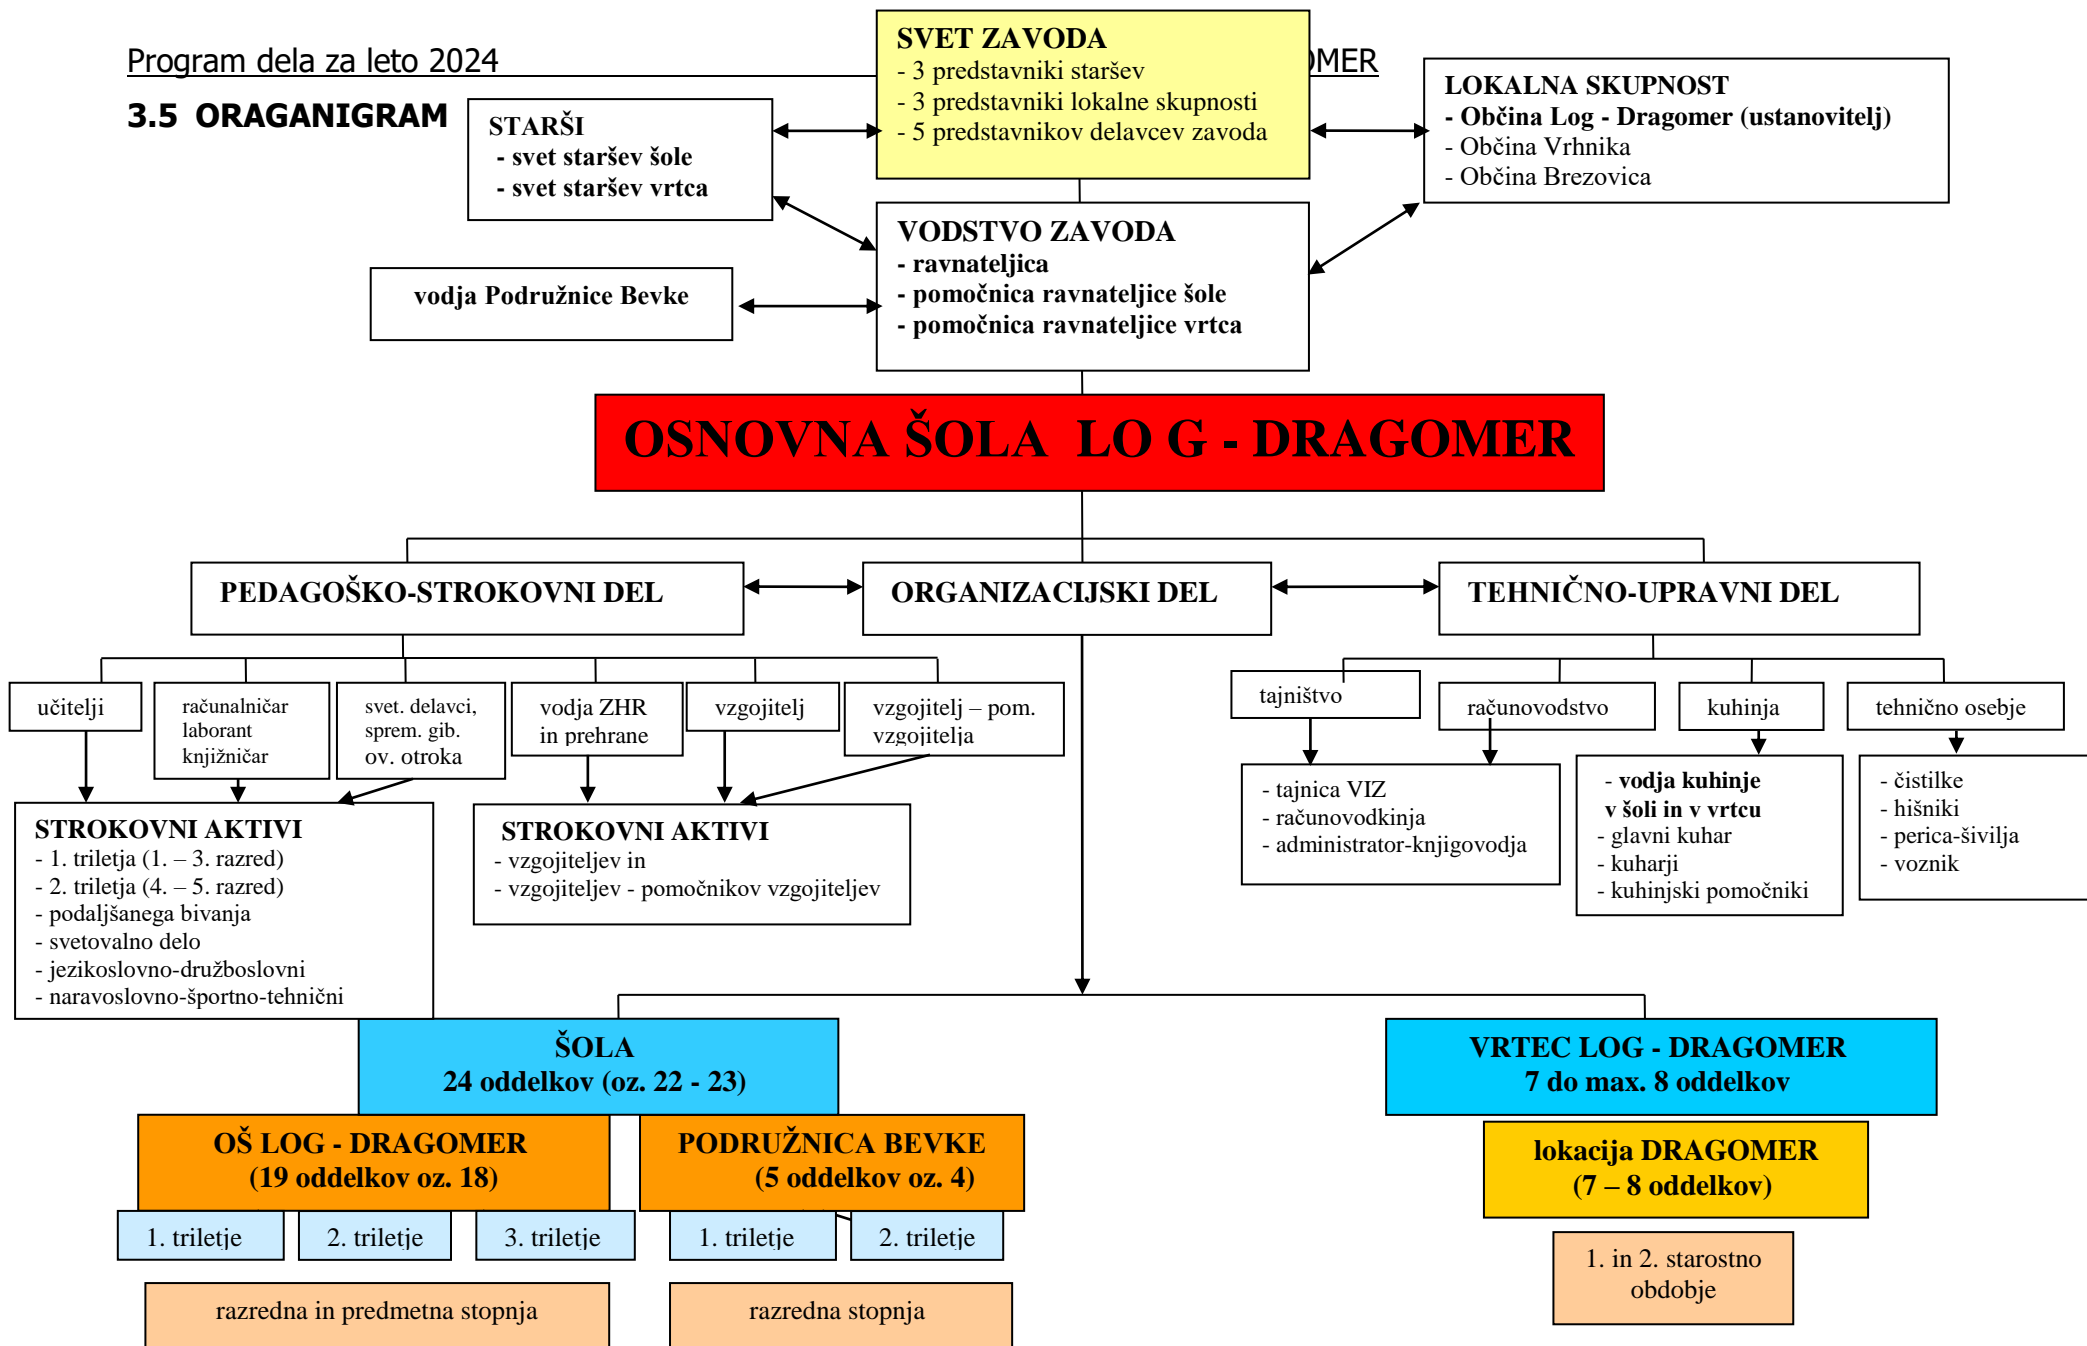 Program dela za leto 2024
OMER
3.5 ORAGANIGRAM
SVET ZAVODA
- 3 predstavniki staršev
- 3 predstavniki lokalne skupnosti
- 5 predstavnikov delavcev zavoda
STARŠI
- svet staršev šole
- svet staršev vrtca
LOKALNA SKUPNOST
- Občina Log - Dragomer (ustanovitelj)
- Občina Vrhnika
- Občina Brezovica
VODSTVO ZAVODA
- ravnateljica
- pomočnica ravnateljice šole
- pomočnica ravnateljice vrtca
vodja Podružnice Bevke
OSNOVNA ŠOLA LO G - DRAGOMER
PEDAGOŠKO-STROKOVNI DEL
ORGANIZACIJSKI DEL
TEHNIČNO-UPRAVNI DEL
učitelji
računalničar
laborant
knjižničar
svet. delavci,
sprem. gib.
ov. otroka
vodja ZHR
in prehrane
vzgojitelj
vzgojitelj – pom.
vzgojitelja
tajništvo
računovodstvo
kuhinja
tehnično osebje
STROKOVNI AKTIVI
- 1. triletja (1. – 3. razred)
- 2. triletja (4. – 5. razred)
- podaljšanega bivanja
- svetovalno delo
- jezikoslovno-družboslovni
- naravoslovno-športno-tehnični
STROKOVNI AKTIVI
- vzgojiteljev in
- vzgojiteljev - pomočnikov vzgojiteljev
- tajnica VIZ
- računovodkinja
- administrator-knjigovodja
- vodja kuhinje
v šoli in v vrtcu
- glavni kuhar
- kuharji
- kuhinjski pomočniki
- čistilke
- hišniki
- perica-šivilja
- voznik
ŠOLA
24 oddelkov (oz. 22 - 23)
VRTEC LOG - DRAGOMER
7 do max. 8 oddelkov
OŠ LOG - DRAGOMER
(19 oddelkov oz. 18)
PODRUŽNICA BEVKE
(5 oddelkov oz. 4)
lokacija DRAGOMER
(7 – 8 oddelkov)
1. triletje
2. triletje
3. triletje
1. triletje
2. triletje
1. in 2. starostno
obdobje
razredna in predmetna stopnja
razredna stopnja